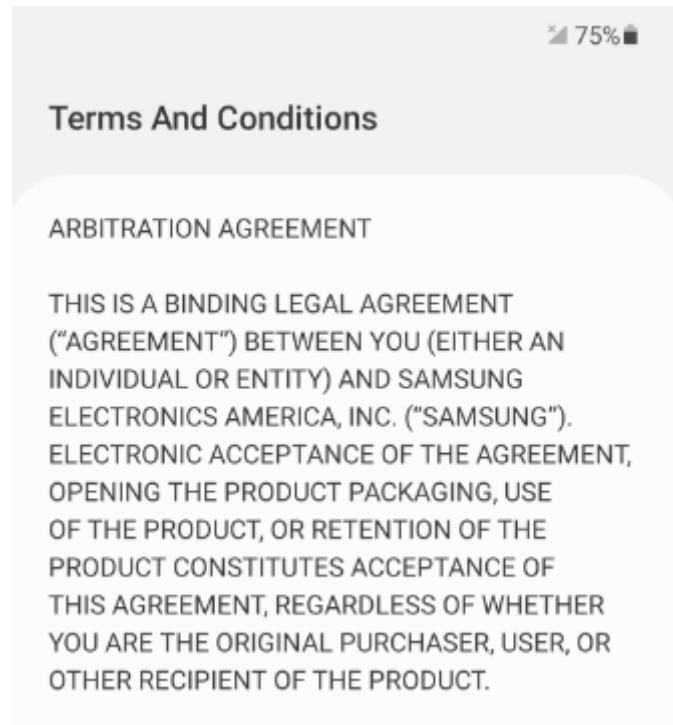 75%
Terms And Conditions
ARBITRATION AGREEMENT
THIS IS A BINDING LEGAL AGREEMENT
(“AGREEMENT”) BETWEEN YOU (EITHER AN
INDIVIDUAL OR ENTITY) AND SAMSUNG
ELECTRONICS AMERICA, INC. (“SAMSUNG”).
ELECTRONIC ACCEPTANCE OF THE AGREEMENT,
OPENING THE PRODUCT PACKAGING, USE
OF THE PRODUCT, OR RETENTION OF THE
PRODUCT CONSTITUTES ACCEPTANCE OF
THIS AGREEMENT, REGARDLESS OF WHETHER
YOU ARE THE ORIGINAL PURCHASER, USER, OR
OTHER RECIPIENT OF THE PRODUCT.